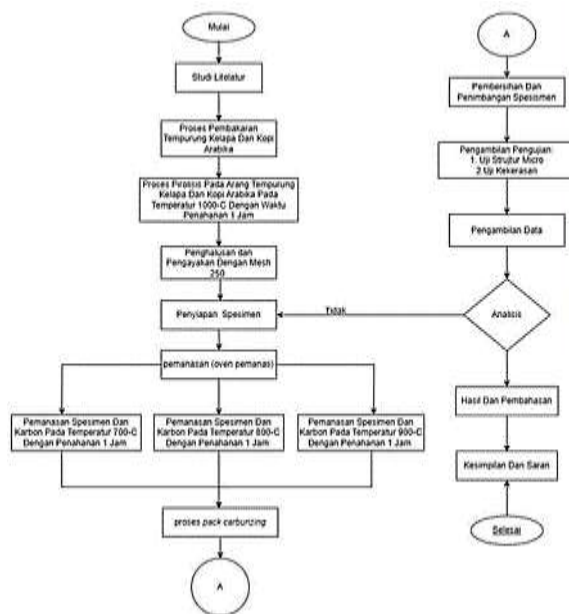 Mulai
Studi Litelatur
Proses Pembakaran
Tempurung Kelapa Dan Kopi
Arabika
Proses Pirolisis Pada Arang Tempurung
Kelapa Dan Kopi Arabika Pada
Temperatur 1000-C Dengan Waktu
Penahanan 1 Jam
Penghalusan dan
Pengayakan Dengan Mesh
250
Penyiapan Spesimen
pemanasan (oven pemanas)
Pemanasan Spesimen Dan
Karbon Pada Temperatur 700-C
Dengan Penahanan 1 Jam
Pemanasan Spesimen Dan
Karbon Pada Temperatur 800-C
Dengan Penahanan 1 Jam
Pemanasan Spesimen Dan
Karbon Pada Temperatur 900-C
Dengan Penahanan 1 Jam
proses pack carburizing
A
A
Pembersihan Dan
Penimbangan Spesismen
Pengambilan Pengujian
1. Uji Strujtur Micro
2 Uji Kekerasan
Pengambilan Data
Analisis
Tidak
Hasil Dan Pembahasan
Kesimpilan Dan Saran
Selesai